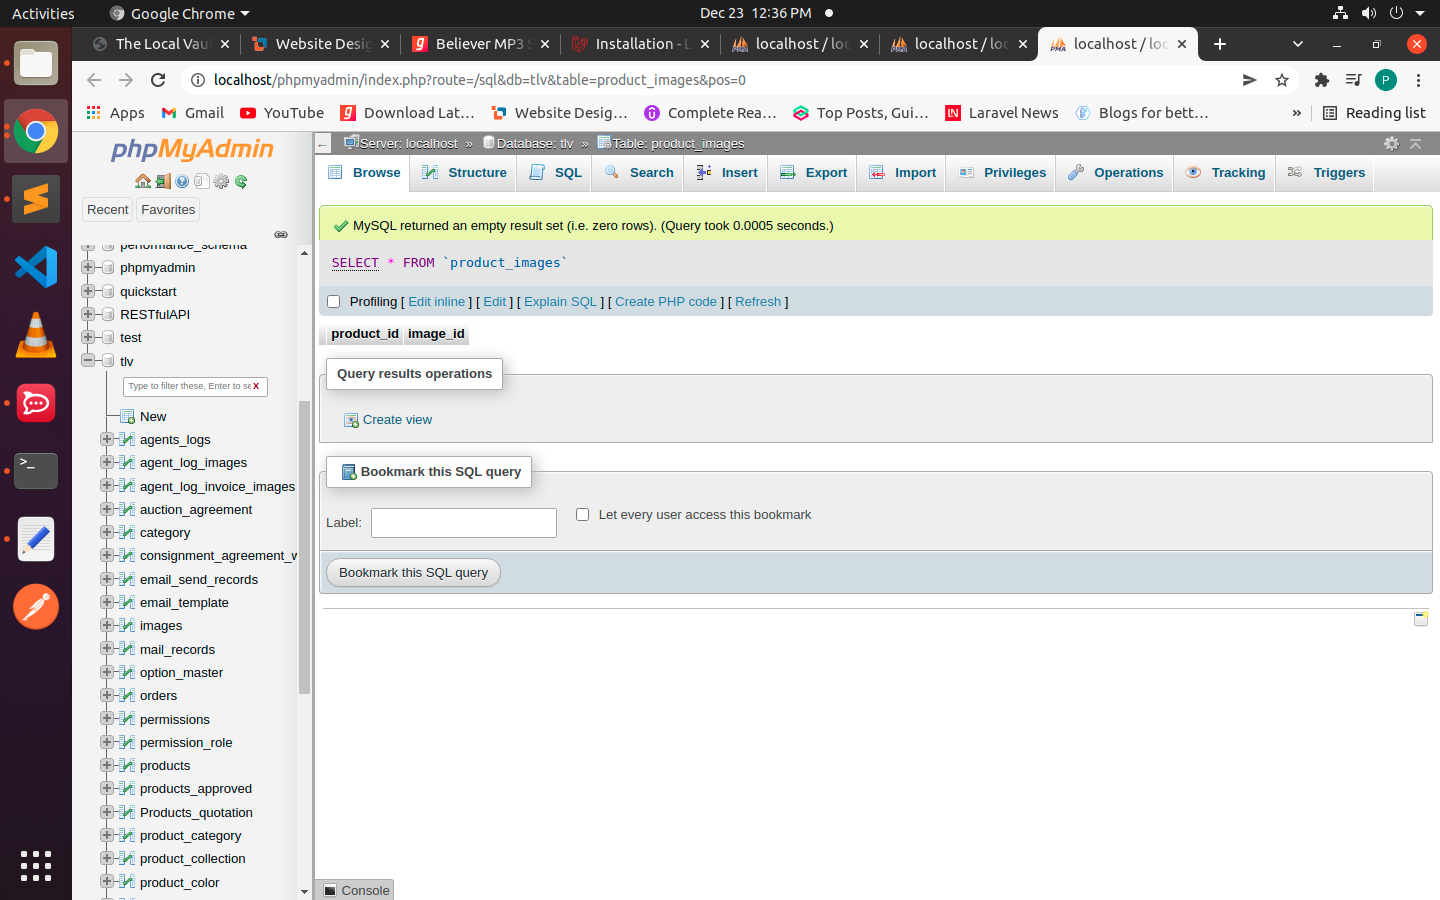 Activities Google Chrome Dec 23 12:36 PM
The Local Vau Website Desig Believer MP3 S Installation - L localhost / loc localhost / loc localhost / loc
localhost/phpmyadmin/index.php?route=/sql&db=tlv&table=product_images&pos=0 P
Apps Gmail YouTube Download Lat... Website Desig... Complete Rea... Top Posts, Gui... Laravel News Blogs for bett... » Reading list
phpMyAdmin
Server: localhost » Database: tlv » Table: product_images
Browse Structure SQL Search Insert Export Import Privileges Operations Tracking Triggers
Recent Favorites
MySQL returned an empty result set (i.e. zero rows). (Query took 0.0005 seconds.)
SELECT * FROM `product_images`
Profiling [ Edit inline ] [ Edit ] [ Explain SQL ] [ Create PHP code ] [ Refresh ]
product_id image_id
Query results operations
Create view
Bookmark this SQL query
Label: Let every user access this bookmark
Bookmark this SQL query
Console
performance_schema
phpmyadmin
quickstart
RESTfulAPI
test
tlv
Type to filter these, Enter to se X
New
agents_logs
agent_log_images
agent_log_invoice_images
auction_agreement
category
consignment_agreement_w
email_send_records
email_template
images
mail_records
option_master
orders
permissions
permission_role
products
products_approved
Products_quotation
product_category
product_collection
product_color